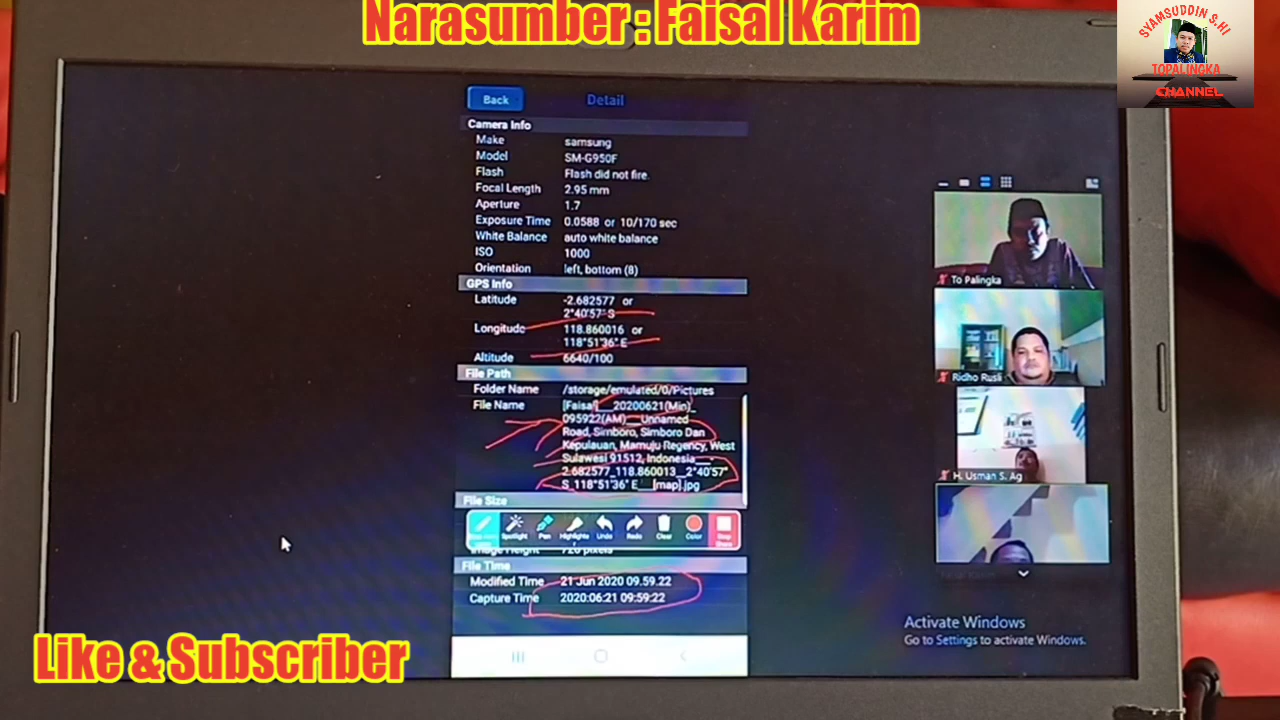 Narasumber : Faisal Karim
SYAMSUDDIN S.HI
TOPALINGKA
CHANNEL
Back
Detail
Camera Info
Make samsung
Model SM-G950F
Flash Flash did not fire.
Focal Length 2.95 mm
Aperture 1.7
Exposure Time 0.0588 or 10/170 sec
White Balance auto white balance
ISO 1000
Orientation left, bottom (8)
GPS Info
Latitude -2.682577 or
2°40'57" S
Longitude 118.860016 or
118°51'36" E
Altitude 6640/100
File Path
Folder Name /storage/emulated/0/Pictures
File Name [Faisal]__20200621(Min)_
095922(AM)__Unnamed
Road, Simboro, Simboro Dan
Kepulauan, Mamuju Regency, West
Sulawesi 91512, Indonesia__-
2.682577_118.860013__2°40'57"
S_118°51'36" E__[map].jpg
File Size
Spotlight Pen Highlighter Undo Redo Clear Color Stop
Share
Image Height 720 pixels
File Time
Modified Time 21 Jun 2020 09.59.22
Capture Time 2020:06:21 09:59:22
To Palingka
Ridho Rusli
H. Usman S. Ag
Activate Windows
Go to Settings to activate Windows.
Like & Subscriber